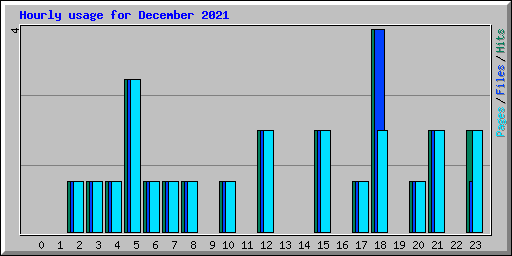 Hourly usage for December 2021
4
Pages/Files/Hits
0 1 2 3 4 5 6 7 8 9 10 11 12 13 14 15 16 17 18 19 20 21 22 23